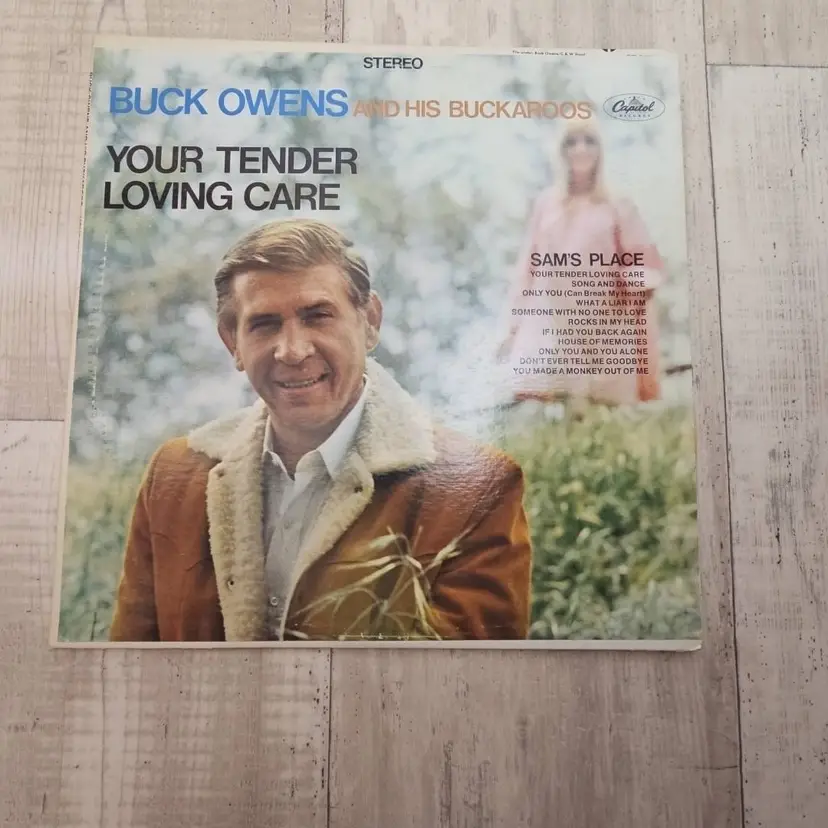 STEREO
BUCK OWENS AND HIS BUCKAROOS
Capitol
RECORDS
YOUR TENDER
LOVING CARE
SAM'S PLACE
YOUR TENDER LOVING CARE
SONG AND DANCE
ONLY YOU (Can Break My Heart)
WHAT A LIAR I AM
SOMEONE WITH NO ONE TO LOVE
ROCKS IN MY HEAD
IF I HAD YOU BACK AGAIN
HOUSE OF MEMORIES
ONLY YOU AND YOU ALONE
DON'T EVER TELL ME GOODBYE
YOU MADE A MONKEY OUT OF ME